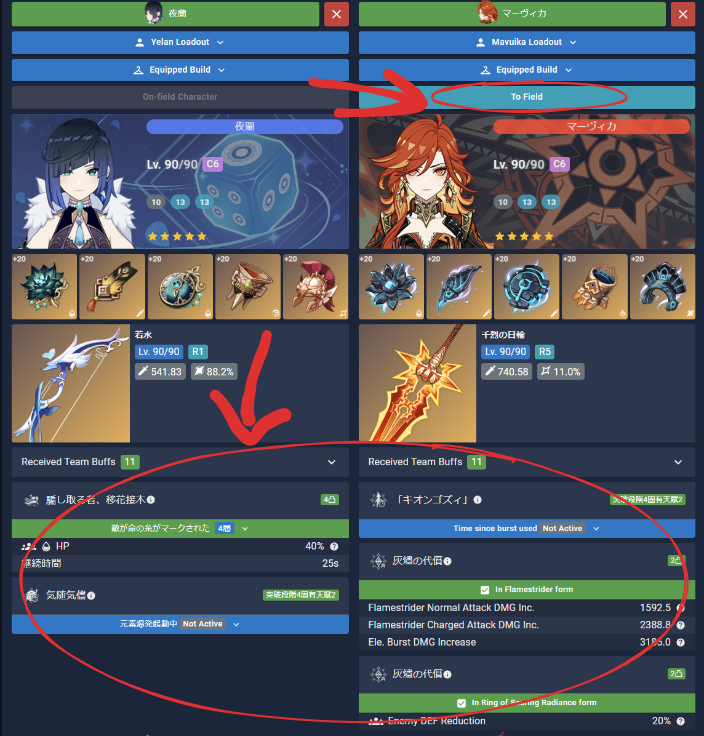 夜蘭
Yelan Loadout
Equipped Build
On-field Character
夜蘭
Lv. 90/90 C6
10 13 13
+20 +20 +20 +20 +20
若水
Lv. 90/90 R1
541.83 88.2%
Received Team Buffs 11
騙し取る者、移花接木 4凸
敵が命の糸がマークされた 4層
HP 40%
継続時間 25s
気随気儘 突破段階4固有天賦2
元素爆発起動中 Not Active
マーヴィカ
Mavuika Loadout
Equipped Build
To Field
マーヴィカ
Lv. 90/90 C6
10 13 13
+20 +20 +20 +20 +20
千烈の日輪
Lv. 90/90 R5
740.58 11.0%
Received Team Buffs 11
「キオンゴズィ」 突破段階4固有天賦2
Time since burst used Not Active
灰燼の代償 2凸
In Flamestrider form
Flamestrider Normal Attack DMG Inc. 1592.5
Flamestrider Charged Attack DMG Inc. 2388.8
Ele. Burst DMG Increase 3185.0
灰燼の代償 2凸
In Ring of Searing Radiance form
Enemy DEF Reduction 20%